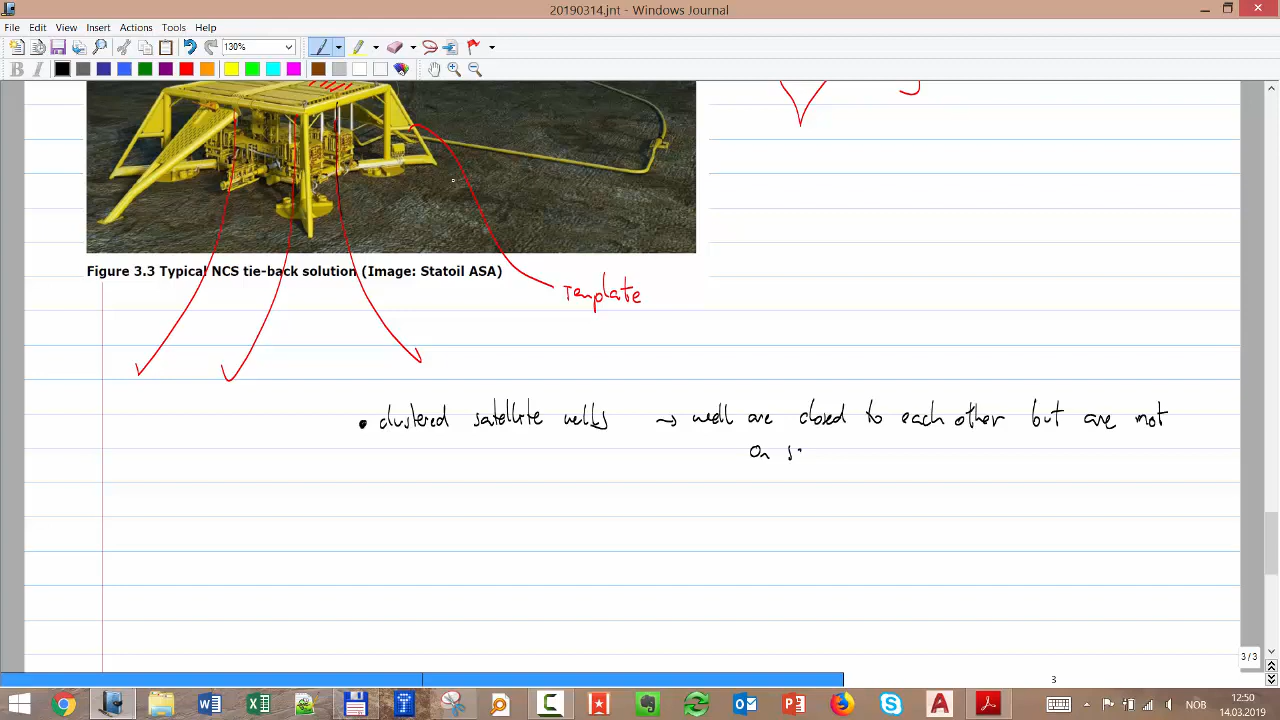 20190314.jnt - Windows Journal
File Edit View Insert Actions Tools Help
130%
B I
Figure 3.3 Typical NCS tie-back solution (Image: Statoil ASA)
Template
• clustered satellite wells → well are closed to each other but are not
on
3/3
3
NOB
12:50
14.03.2019